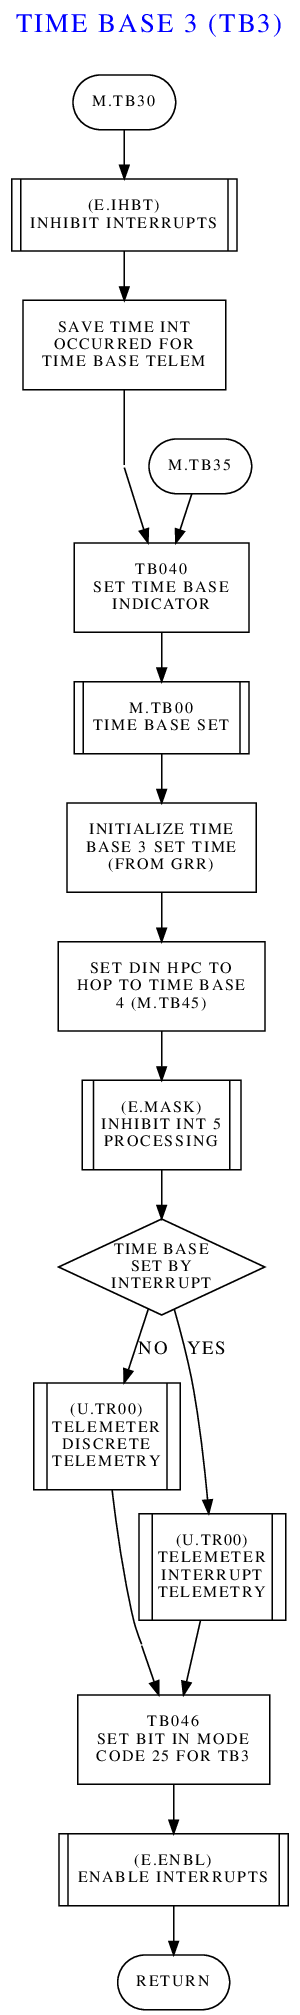 TIME BASE 3 (TB3)
M.TB30
(E.IHBT)
INHIBIT INTERRUPTS
SAVE TIME INT
OCCURRED FOR
TIME BASE TELEM
M.TB35
TB040
SET TIME BASE
INDICATOR
M.TB00
TIME BASE SET
INITIALIZE TIME
BASE 3 SET TIME
(FROM GRR)
SET DIN HPC TO
HOP TO TIME BASE
4 (M.TB45)
(E.MASK)
INHIBIT INT 5
PROCESSING
TIME BASE
SET BY
INTERRUPT
NO YES
(U.TR00)
TELEMETER
DISCRETE
TELEMETRY
(U.TR00)
TELEMETER
INTERRUPT
TELEMETRY
TB046
SET BIT IN MODE
CODE 25 FOR TB3
(E.ENBL)
ENABLE INTERRUPTS
RETURN